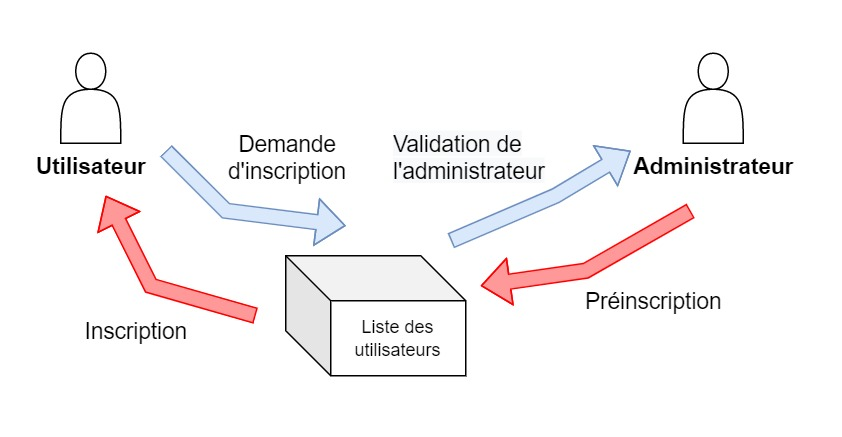 Demande
d'inscription
Validation de
l'administrateur
Utilisateur
Administrateur
Préinscription
Inscription
Liste des
utilisateurs